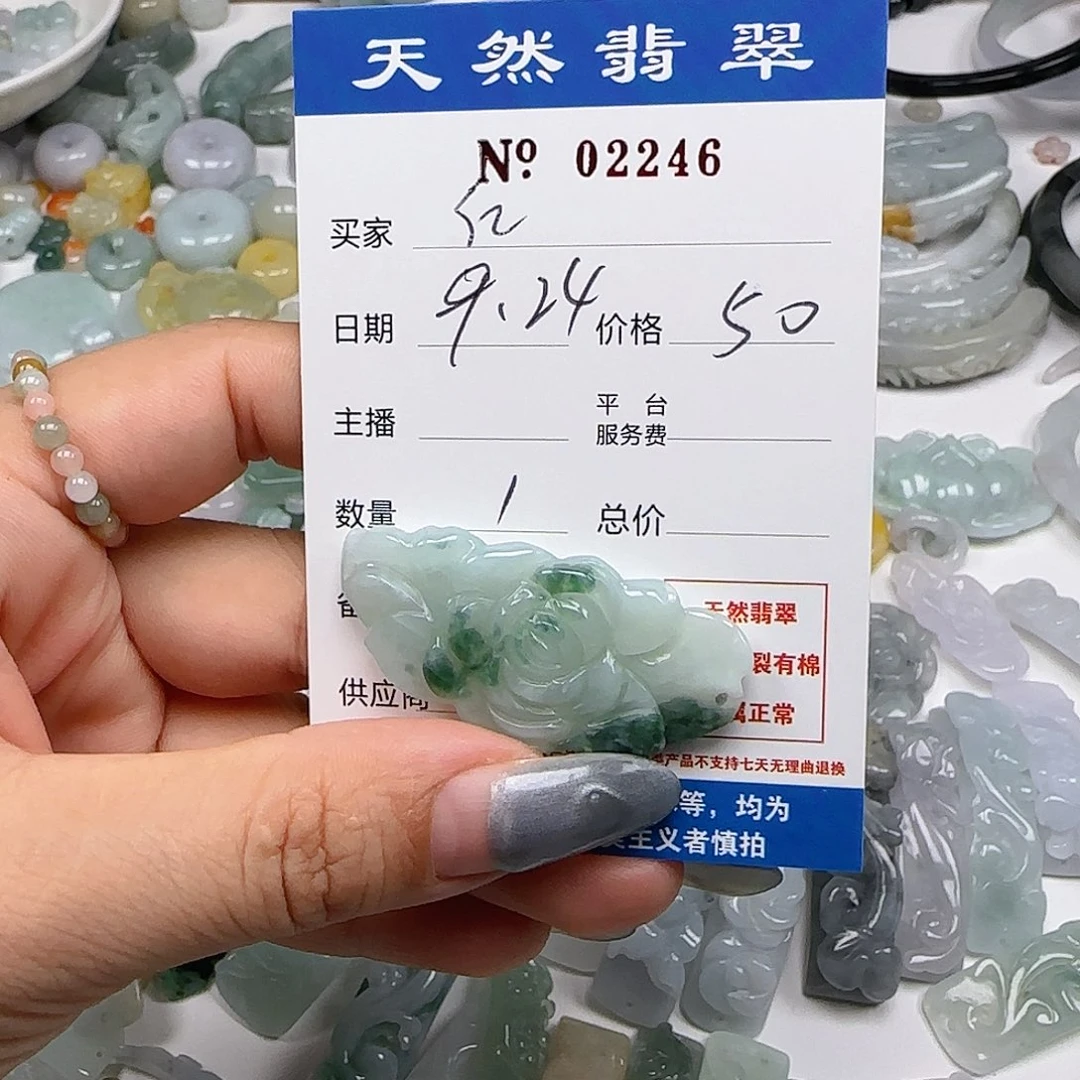 天然翡翠
Nº 02246
买家 红
日期 9.24 价格 50
主播 平台服务费
数量 1 总价
供应商
天然翡翠
裂有棉
属正常
产品不支持七天无理由退换
等，均为
主义者慎拍